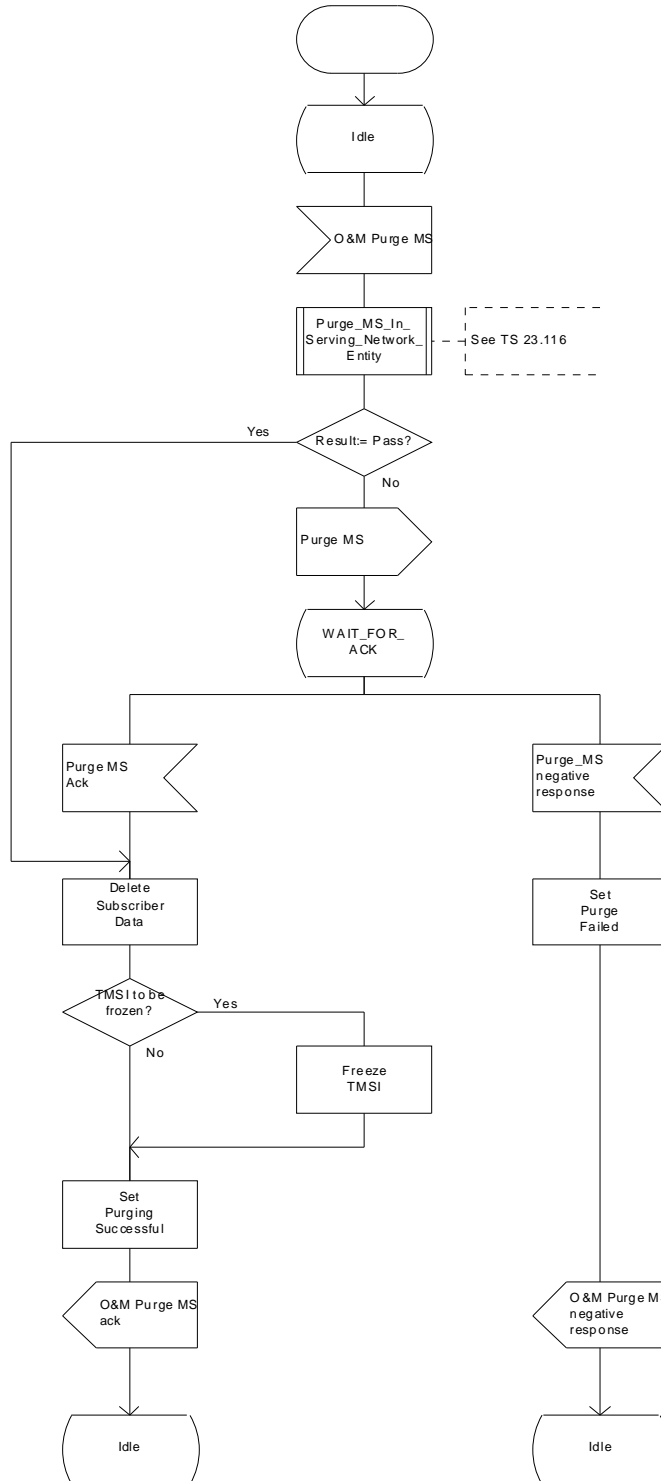 Idle
O&M Purge MS
Purge_MS_In_
Serving_Network_
Entity
See TS 23.116
Yes
Result:= Pass?
No
Purge MS
WAIT_FOR_
ACK
Purge MS
Ack
Purge_MS
negative
response
Delete
Subscriber
Data
Set
Purge
Failed
TMSI to be
frozen?
Yes
No
Freeze
TMSI
Set
Purging
Successful
O&M Purge MS
ack
O&M Purge M
negative
response
Idle
Idle